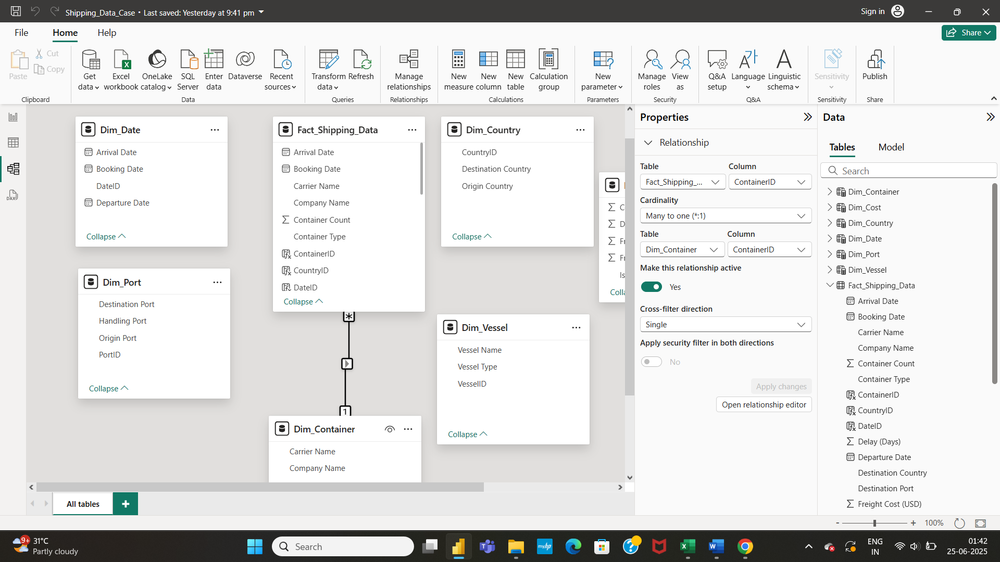 Shipping_Data_Case • Last saved: Yesterday at 9:41 pm
Sign in
File
Home
Help
Share
Paste
Cut
Copy
Clipboard
Get data
Excel workbook
OneLake catalog
SQL Server
Enter data
Dataverse
Recent sources
Data
Transform data
Refresh
Queries
Manage relationships
Relationships
New measure
New column
New table
Calculation group
Calculations
New parameter
Parameters
Manage roles
View as
Security
Q&A setup
Language
Linguistic schema
Q&A
Sensitivity
Sensitivity
Publish
Share
Dim_Date
Arrival Date
Booking Date
DateID
Departure Date
Collapse
Fact_Shipping_Data
Arrival Date
Booking Date
Carrier Name
Company Name
Container Count
Container Type
ContainerID
CountryID
DateID
Collapse
Dim_Country
CountryID
Destination Country
Origin Country
Collapse
C
D
Fr
Fr
Is
Colla
Dim_Port
Destination Port
Handling Port
Origin Port
PortID
Collapse
Dim_Vessel
Vessel Name
Vessel Type
VesselID
Collapse
*
1
Dim_Container
Carrier Name
Company Name
Properties
Relationship
Table
Column
Fact_Shipping_...
ContainerID
Cardinality
Many to one (*:1)
Table
Column
Dim_Container
ContainerID
Make this relationship active
Yes
Cross-filter direction
Single
Apply security filter in both directions
No
Apply changes
Open relationship editor
Data
Tables
Model
Search
Dim_Container
Dim_Cost
Dim_Country
Dim_Date
Dim_Port
Dim_Vessel
Fact_Shipping_Data
Arrival Date
Booking Date
Carrier Name
Company Name
Container Count
Container Type
ContainerID
CountryID
DateID
Delay (Days)
Departure Date
Destination Country
Destination Port
Freight Cost (USD)
DAX
All tables
+
- + 100%
9+
31°C
Partly cloudy
Search
myhp
ENG
IN
01:42
25-06-2025